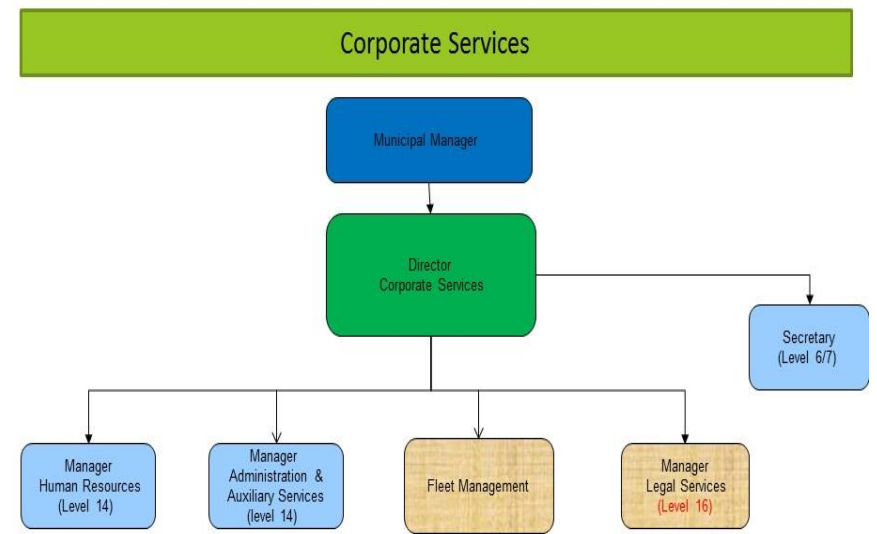 Corporate Services
Municipal Manager
Director
Corporate Services
Secretary
(Level 6/7)
Manager
Human Resources
(Level 14)
Manager
Administration &
Auxiliary Services
(level 14)
Fleet Management
Manager
Legal Services
(Level 16)